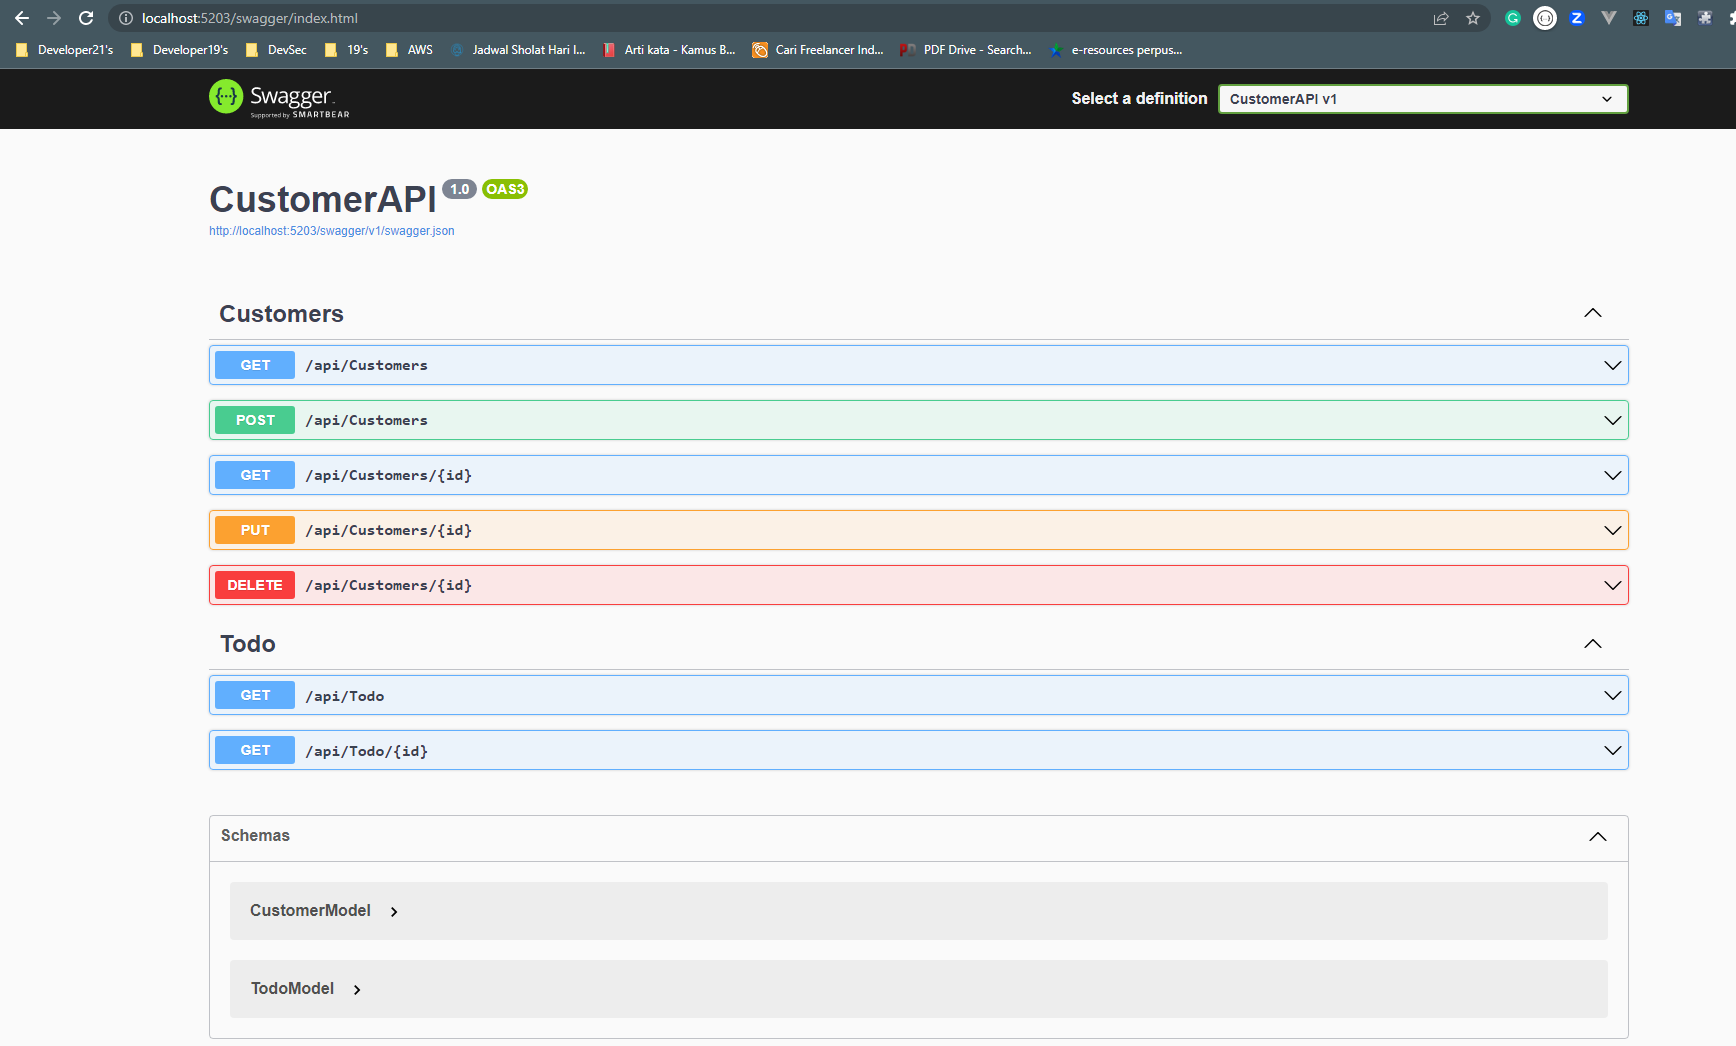 localhost:5203/swagger/index.html
Developer21's Developer19's DevSec 19's AWS Jadwal Sholat Hari I... Arti kata - Kamus B... Cari Freelancer Ind... PDF Drive - Search... e-resources perpus...
Swagger.
Supported by SMARTBEAR
Select a definition CustomerAPI v1
CustomerAPI 1.0 OAS3
http://localhost:5203/swagger/v1/swagger.json
Customers
GET /api/Customers
POST /api/Customers
GET /api/Customers/{id}
PUT /api/Customers/{id}
DELETE /api/Customers/{id}
Todo
GET /api/Todo
GET /api/Todo/{id}
Schemas
CustomerModel
TodoModel